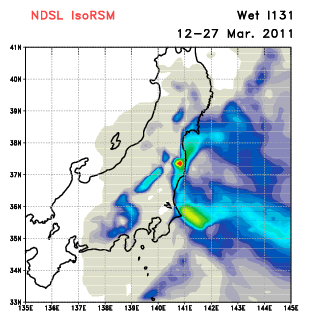 NDSL IsoRSM
Wet I131
12-27 Mar. 2011
41N
40N
39N
38N
37N
36N
35N
34N
33N
135E 136E 137E 138E 139E 140E 141E 142E 143E 144E 145E